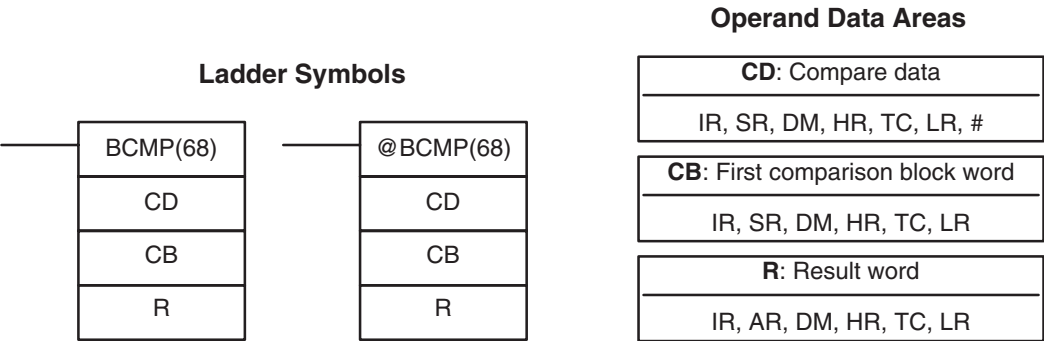 Ladder Symbols
BCMP(68)
CD
CB
R
@BCMP(68)
CD
CB
R
Operand Data Areas
CD: Compare data
IR, SR, DM, HR, TC, LR, #
CB: First comparison block word
IR, SR, DM, HR, TC, LR
R: Result word
IR, AR, DM, HR, TC, LR